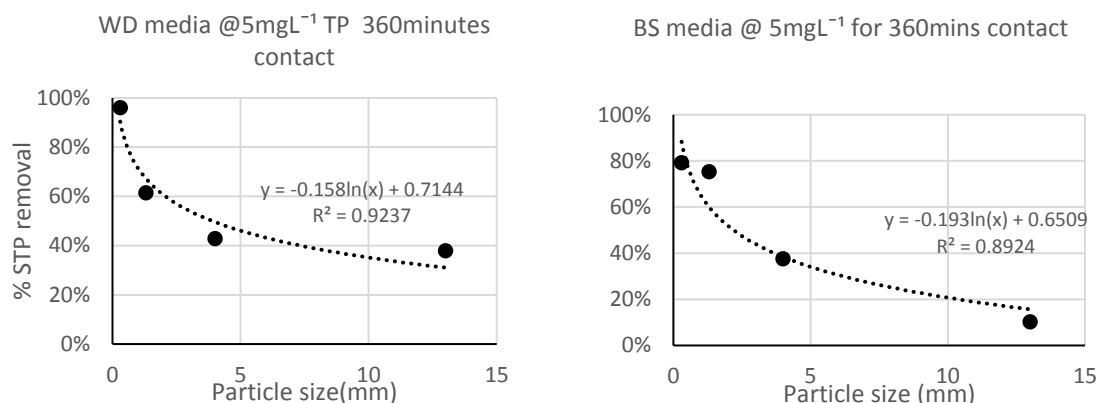 WD media @5mgL⁻¹ TP  360minutes
contact
100%
80%
60%
40%
20%
0%
% STP removal
y = -0.158ln(x) + 0.7144
R² = 0.9237
0 5 10 15
Particle size(mm)
BS media @ 5mgL⁻¹ for 360mins contact
100%
80%
60%
40%
20%
0%
y = -0.193ln(x) + 0.6509
R² = 0.8924
0 5 10 15
Particle size(mm)